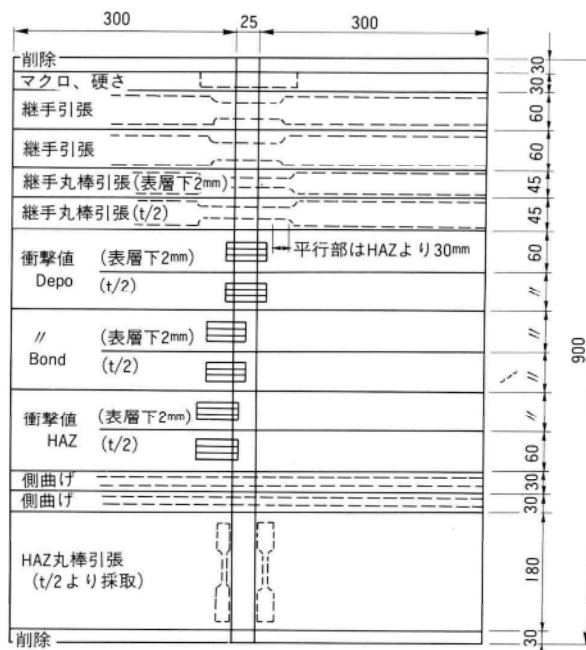 300 25 300
削除 30
マクロ、硬さ 30
継手引張 60
継手引張 60
継手丸棒引張(表層下2mm) 45
継手丸棒引張(t/2) 45
平行部はHAZより30mm
衝撃値 (表層下2mm) 60
Depo (t/2) 〃
〃 (表層下2mm) 〃
Bond (t/2) 〃
衝撃値 (表層下2mm) 〃
HAZ (t/2) 60
側曲げ 30
側曲げ 30
HAZ丸棒引張 180
(t/2より採取)
削除 30
900